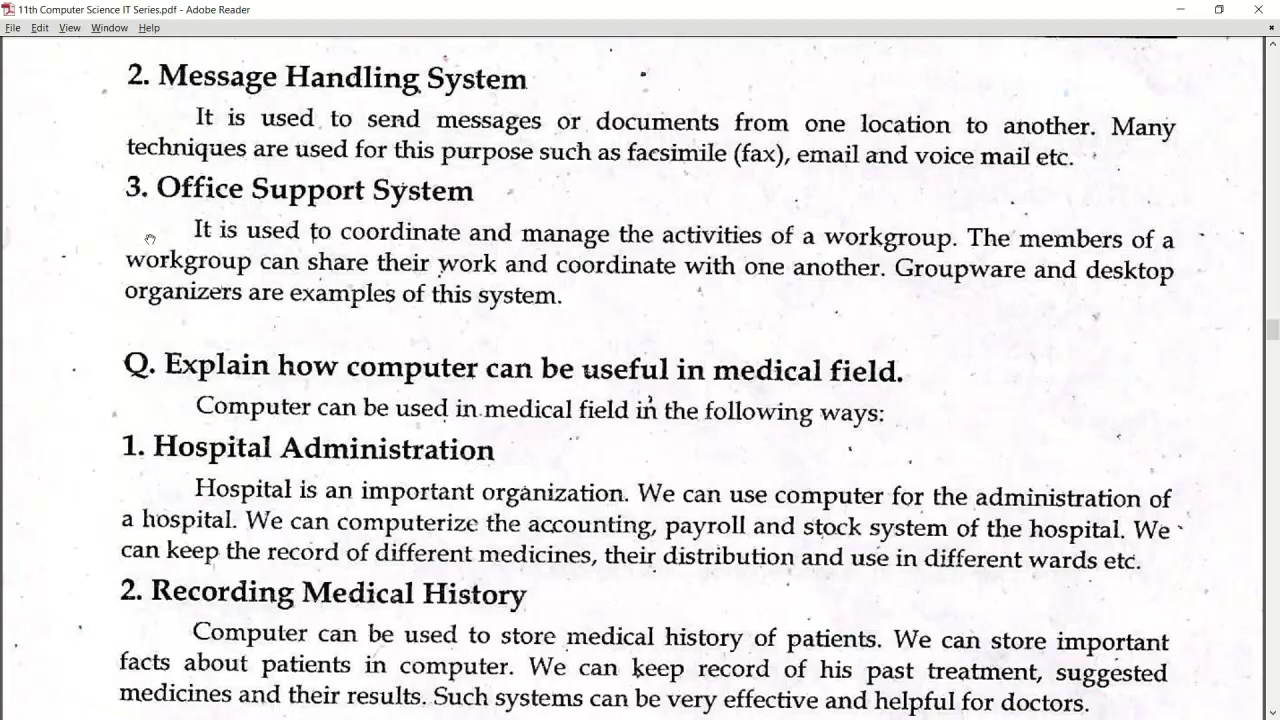 11th Computer Science IT Series.pdf - Adobe Reader
File Edit View Window Help
2. Message Handling System
It is used to send messages or documents from one location to another. Many
techniques are used for this purpose such as facsimile (fax), email and voice mail etc.
3. Office Support System
It is used to coordinate and manage the activities of a workgroup. The members of a
workgroup can share their work and coordinate with one another. Groupware and desktop
organizers are examples of this system.
Q. Explain how computer can be useful in medical field.
Computer can be used in medical field in the following ways:
1. Hospital Administration
Hospital is an important organization. We can use computer for the administration of
a hospital. We can computerize the accounting, payroll and stock system of the hospital. We
can keep the record of different medicines, their distribution and use in different wards etc.
2. Recording Medical History
Computer can be used to store medical history of patients. We can store important
facts about patients in computer. We can keep record of his past treatment, suggested
medicines and their results. Such systems can be very effective and helpful for doctors.